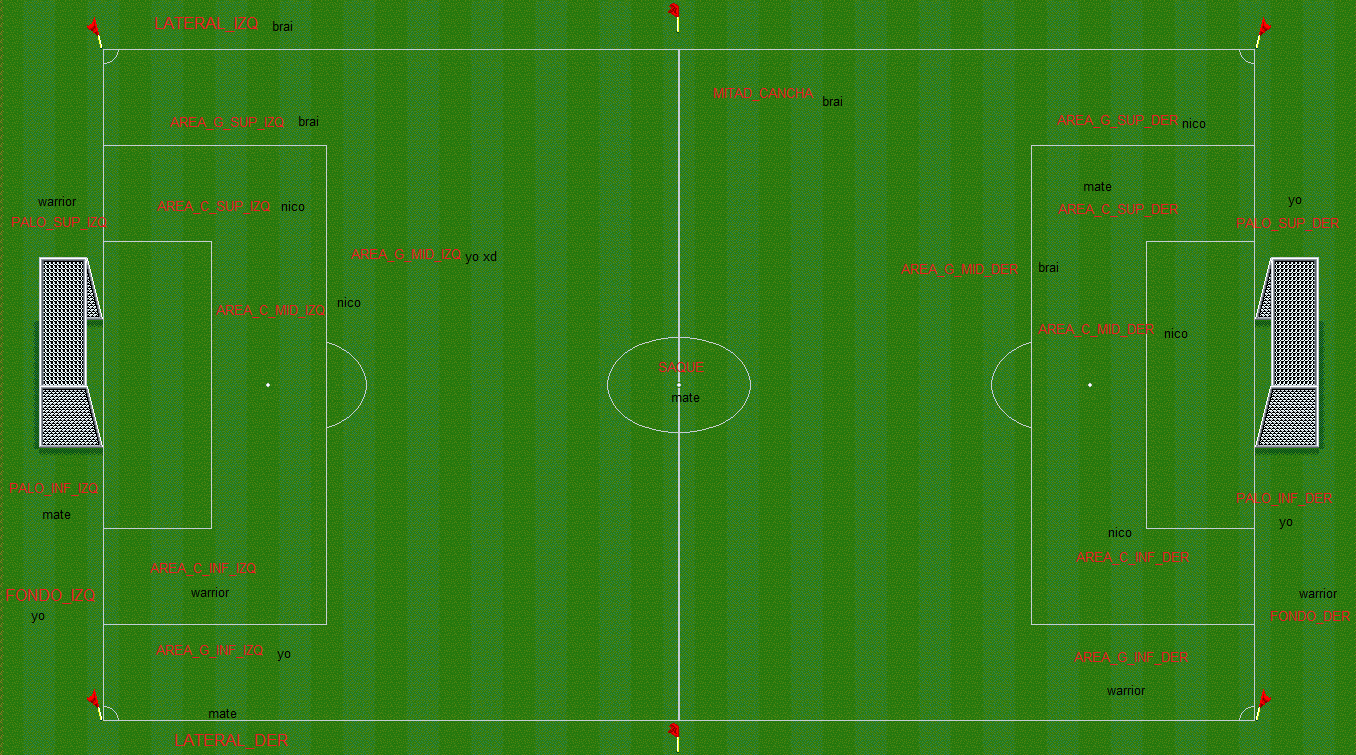 LATERAL_IZQ brai
MITAD_CANCHA brai
AREA_G_SUP_IZQ brai
AREA_G_SUP_DER nico
mate
warrior
AREA_C_SUP_IZQ nico
AREA_C_SUP_DER
yo
PALO_SUP_IZQ
PALO_SUP_DER
AREA_G_MID_IZQ yo xd
AREA_G_MID_DER brai
nico
AREA_C_MID_IZQ
AREA_C_MID_DER nico
SAQUE
mate
PALO_INF_IZQ
mate
PALO_INF_DER
yo
nico
AREA_C_INF_DER
AREA_C_INF_IZQ
warrior
FONDO_IZQ
yo
warrior
FONDO_DER
AREA_G_INF_IZQ yo
AREA_C_INF_DER
warrior
mate
LATERAL_DER